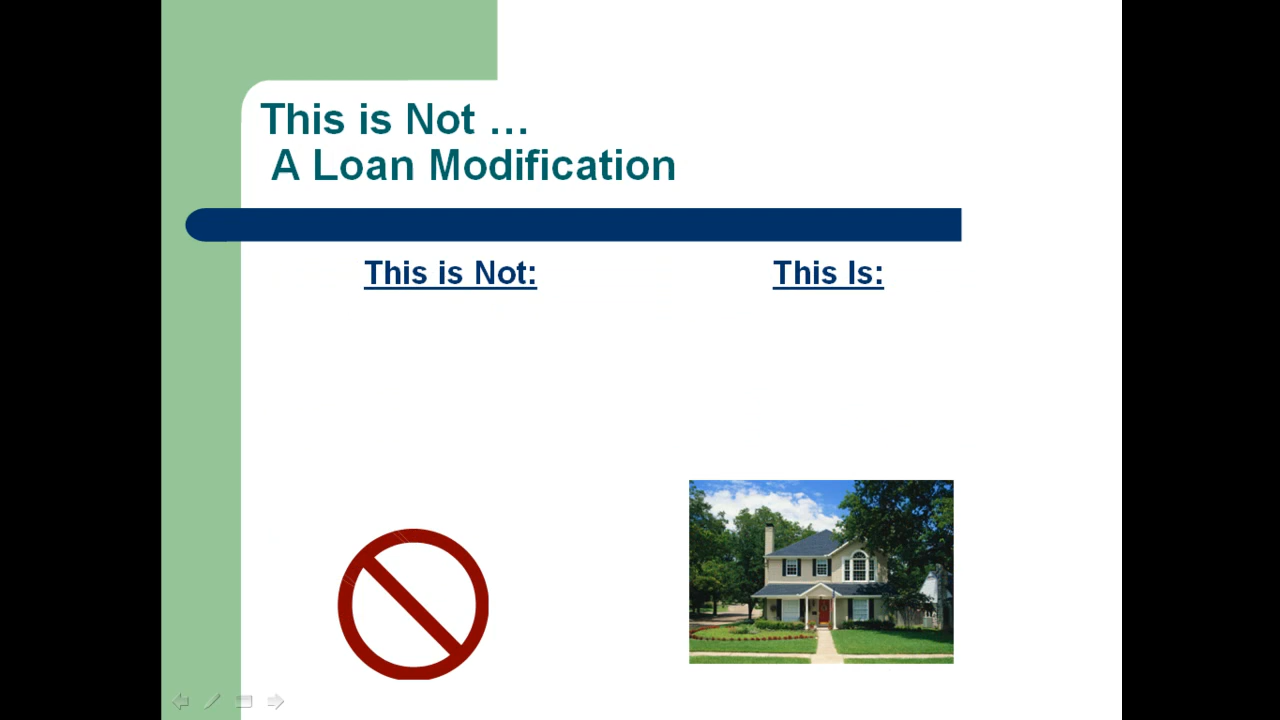 This is Not …
A Loan Modification
This is Not:
This Is: